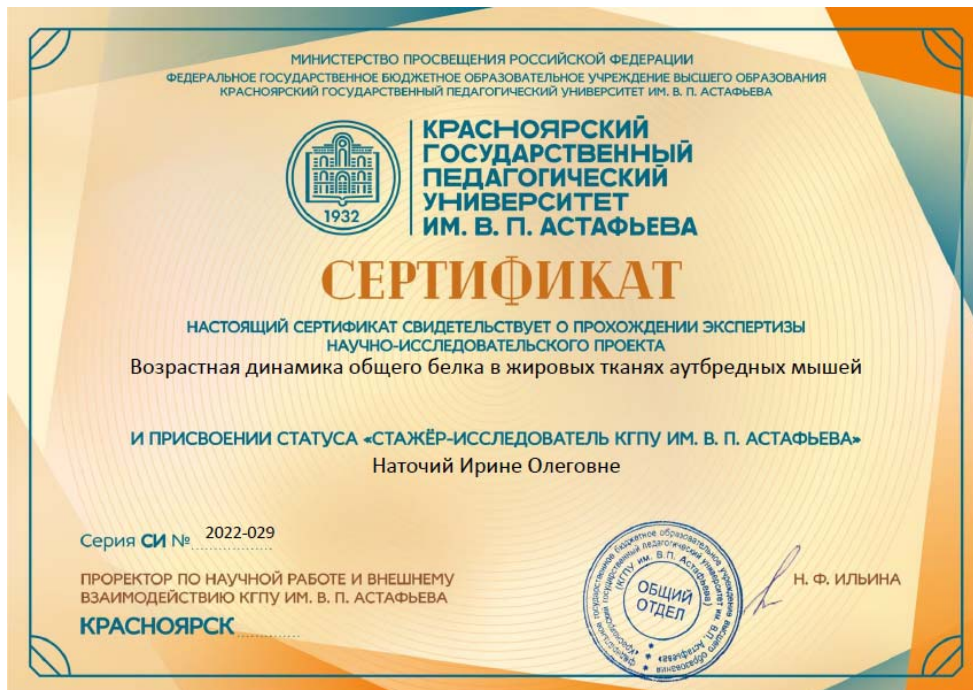 МИНИСТЕРСТВО ПРОСВЕЩЕНИЯ РОССИЙСКОЙ ФЕДЕРАЦИИ
ФЕДЕРАЛЬНОЕ ГОСУДАРСТВЕННОЕ БЮДЖЕТНОЕ ОБРАЗОВАТЕЛЬНОЕ УЧРЕЖДЕНИЕ ВЫСШЕГО ОБРАЗОВАНИЯ
КРАСНОЯРСКИЙ ГОСУДАРСТВЕННЫЙ ПЕДАГОГИЧЕСКИЙ УНИВЕРСИТЕТ ИМ. В. П. АСТАФЬЕВА
1932
КРАСНОЯРСКИЙ
ГОСУДАРСТВЕННЫЙ
ПЕДАГОГИЧЕСКИЙ
УНИВЕРСИТЕТ
ИМ. В. П. АСТАФЬЕВА
СЕРТИФИКАТ
НАСТОЯЩИЙ СЕРТИФИКАТ СВИДЕТЕЛЬСТВУЕТ О ПРОХОЖДЕНИИ ЭКСПЕРТИЗЫ
НАУЧНО-ИССЛЕДОВАТЕЛЬСКОГО ПРОЕКТА
Возрастная динамика общего белка в жировых тканях аутбредных мышей
И ПРИСВОЕНИИ СТАТУСА «СТАЖЁР-ИССЛЕДОВАТЕЛЬ КГПУ ИМ. В. П. АСТАФЬЕВА»
Наточий Ирине Олеговне
Серия СИ № 2022-029
ПРОРЕКТОР ПО НАУЧНОЙ РАБОТЕ И ВНЕШНЕМУ
ВЗАИМОДЕЙСТВИЮ КГПУ ИМ. В. П. АСТАФЬЕВА
КРАСНОЯРСК
ОБЩИЙ
ОТДЕЛ
(КГПУ им. В.П. Астафьева)
Н. Ф. ИЛЬИНА